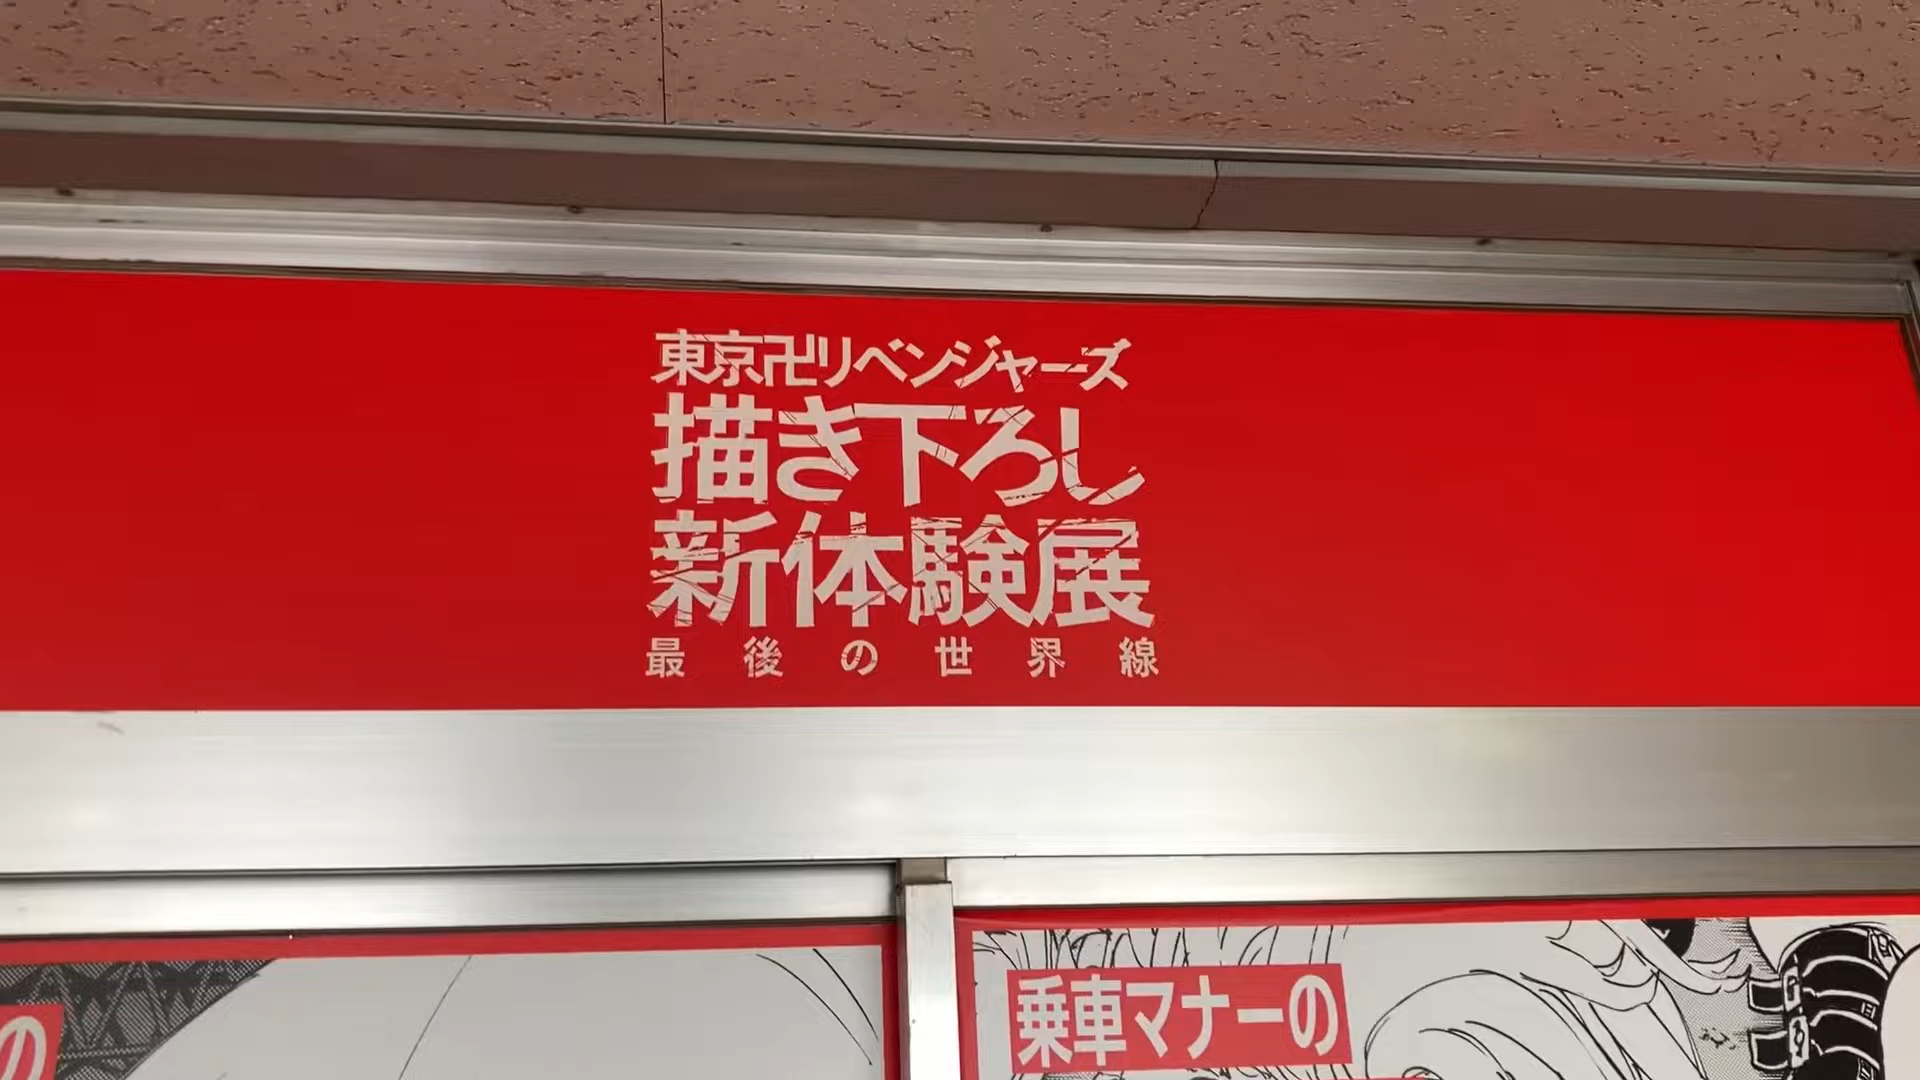 東京卍リベンジャーズ
描き下ろし
新体験展
最後の世界線
の
乗車マナーの